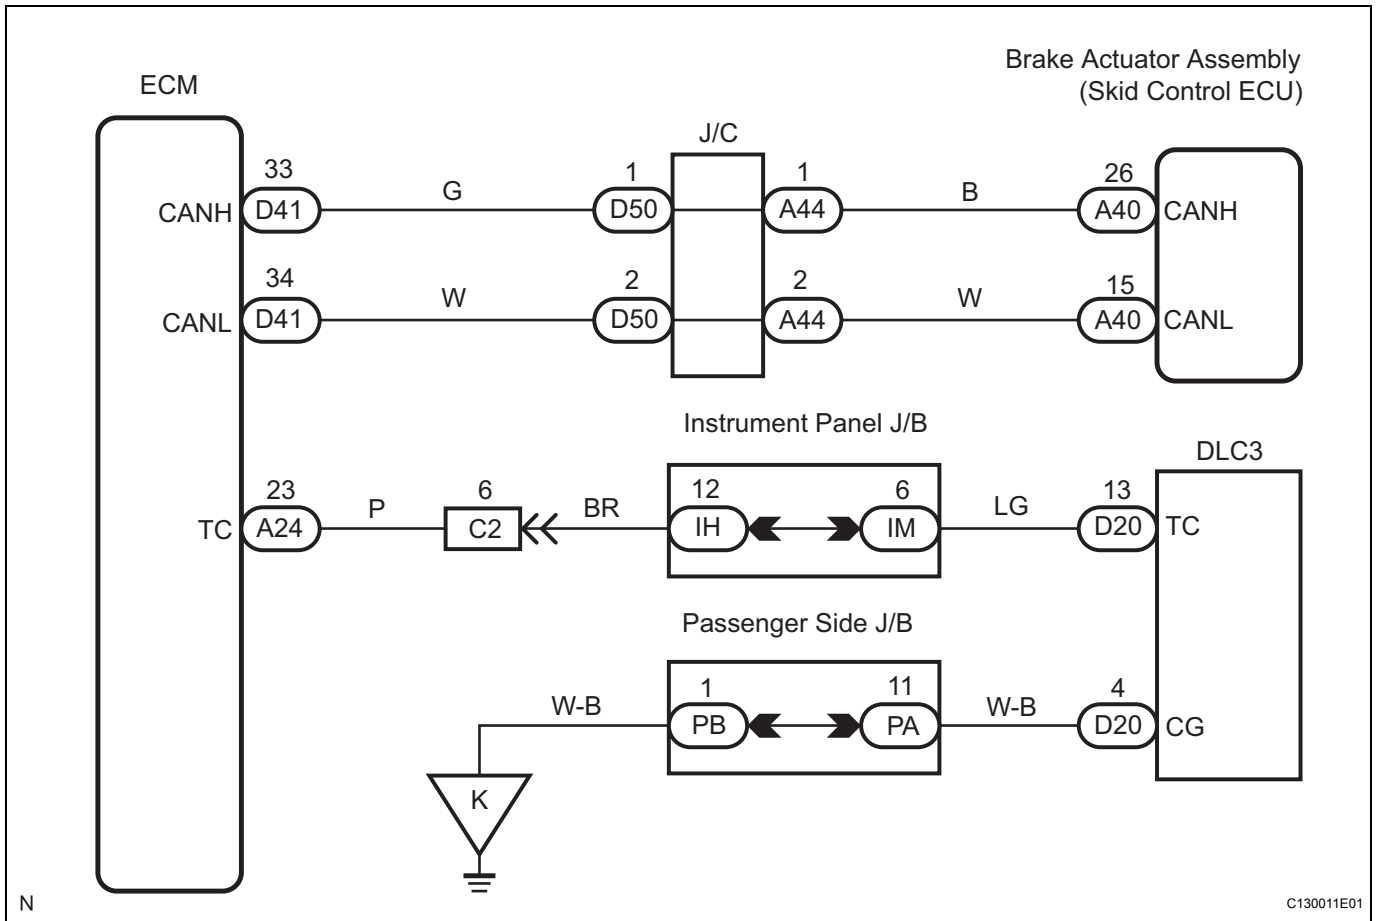 Brake Actuator Assembly
(Skid Control ECU)
ECM
J/C
33
1
1
26
CANH
D41
G
D50
A44
B
A40
CANH
34
2
2
15
CANL
D41
W
D50
A44
W
A40
CANL
Instrument Panel J/B
DLC3
23
6
12
6
13
TC
A24
P
C2
BR
IH
IM
LG
D20
TC
Passenger Side J/B
1
11
4
W-B
PB
PA
W-B
D20
CG
K
N
C130011E01